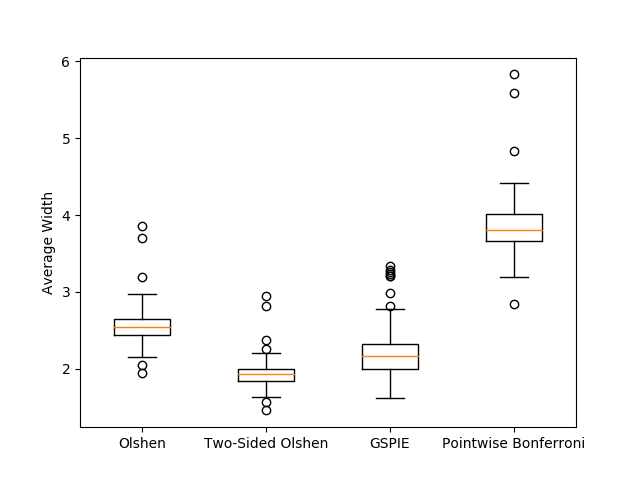 6
5
4
3
2
Average Width
Olshen
Two-Sided Olshen
GSPIE
Pointwise Bonferroni